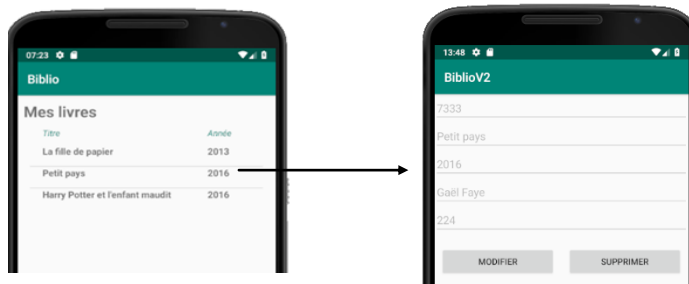 07:23
Biblio
Mes livres
Titre Année
La fille de papier 2013
Petit pays 2016
Harry Potter et l'enfant maudit 2016
13:48
BiblioV2
7333
Petit pays
2016
Gaël Faye
224
MODIFIER SUPPRIMER